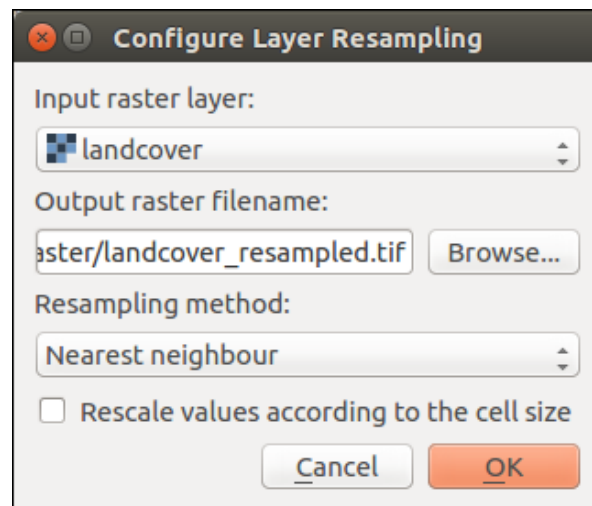 Configure Layer Resampling
Input raster layer:
landcover
Output raster filename:
aster/landcover_resampled.tif Browse...
Resampling method:
Nearest neighbour
Rescale values according to the cell size
Cancel OK